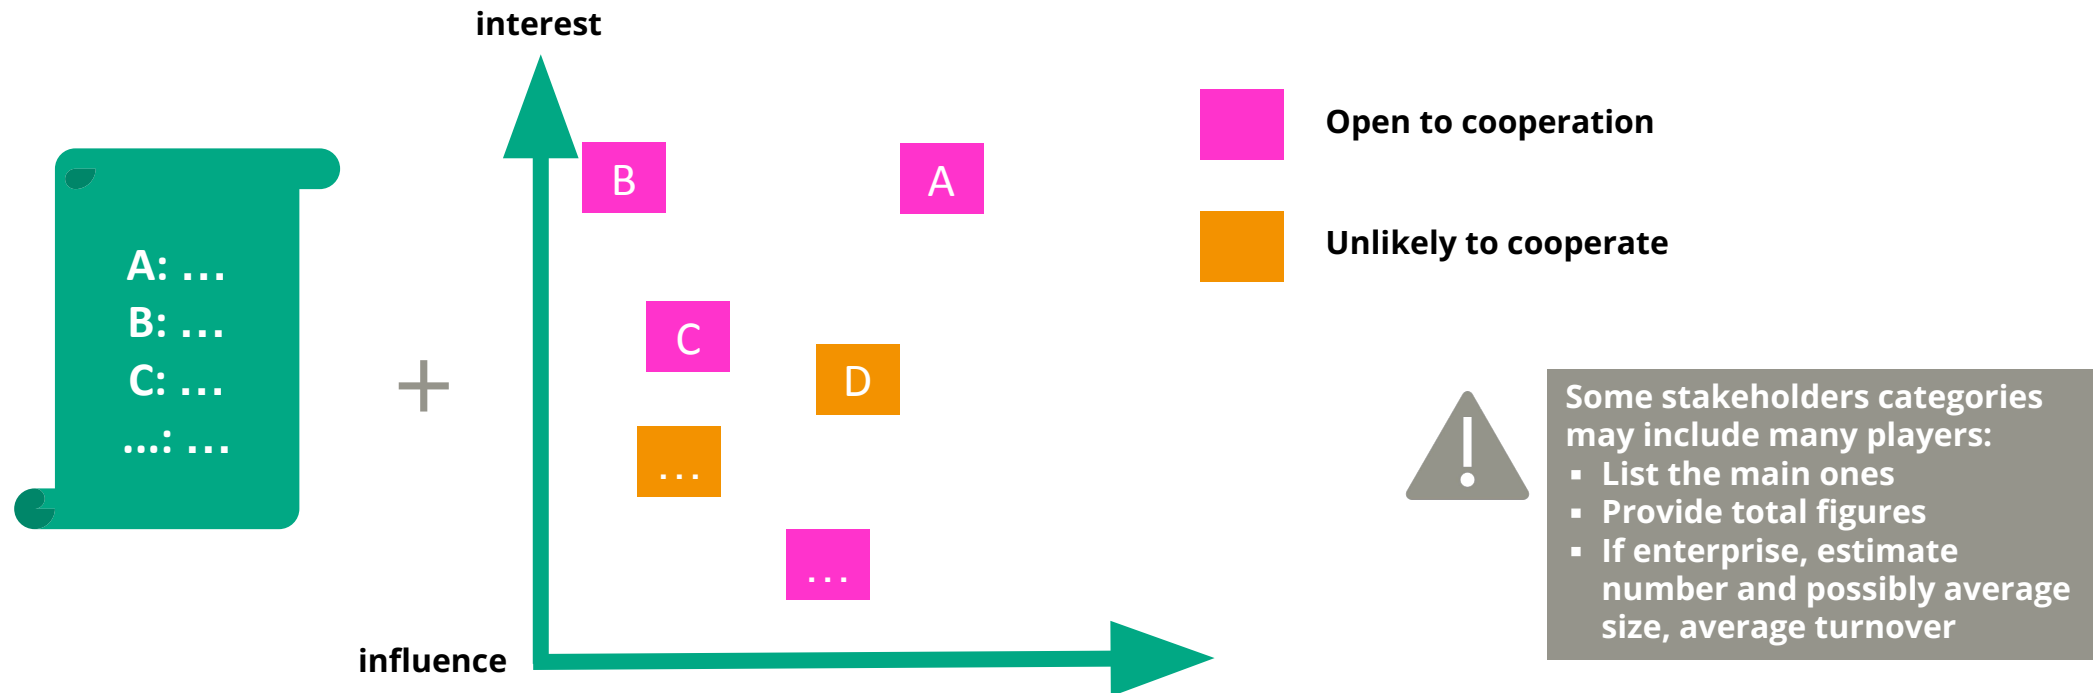 interest
A: ...
B: ...
C: ...
...: ...
+
B
A
C
D
...
...
influence
Open to cooperation
Unlikely to cooperate
!
Some stakeholders categories
may include many players:
▪ List the main ones
▪ Provide total figures
▪ If enterprise, estimate
number and possibly average
size, average turnover